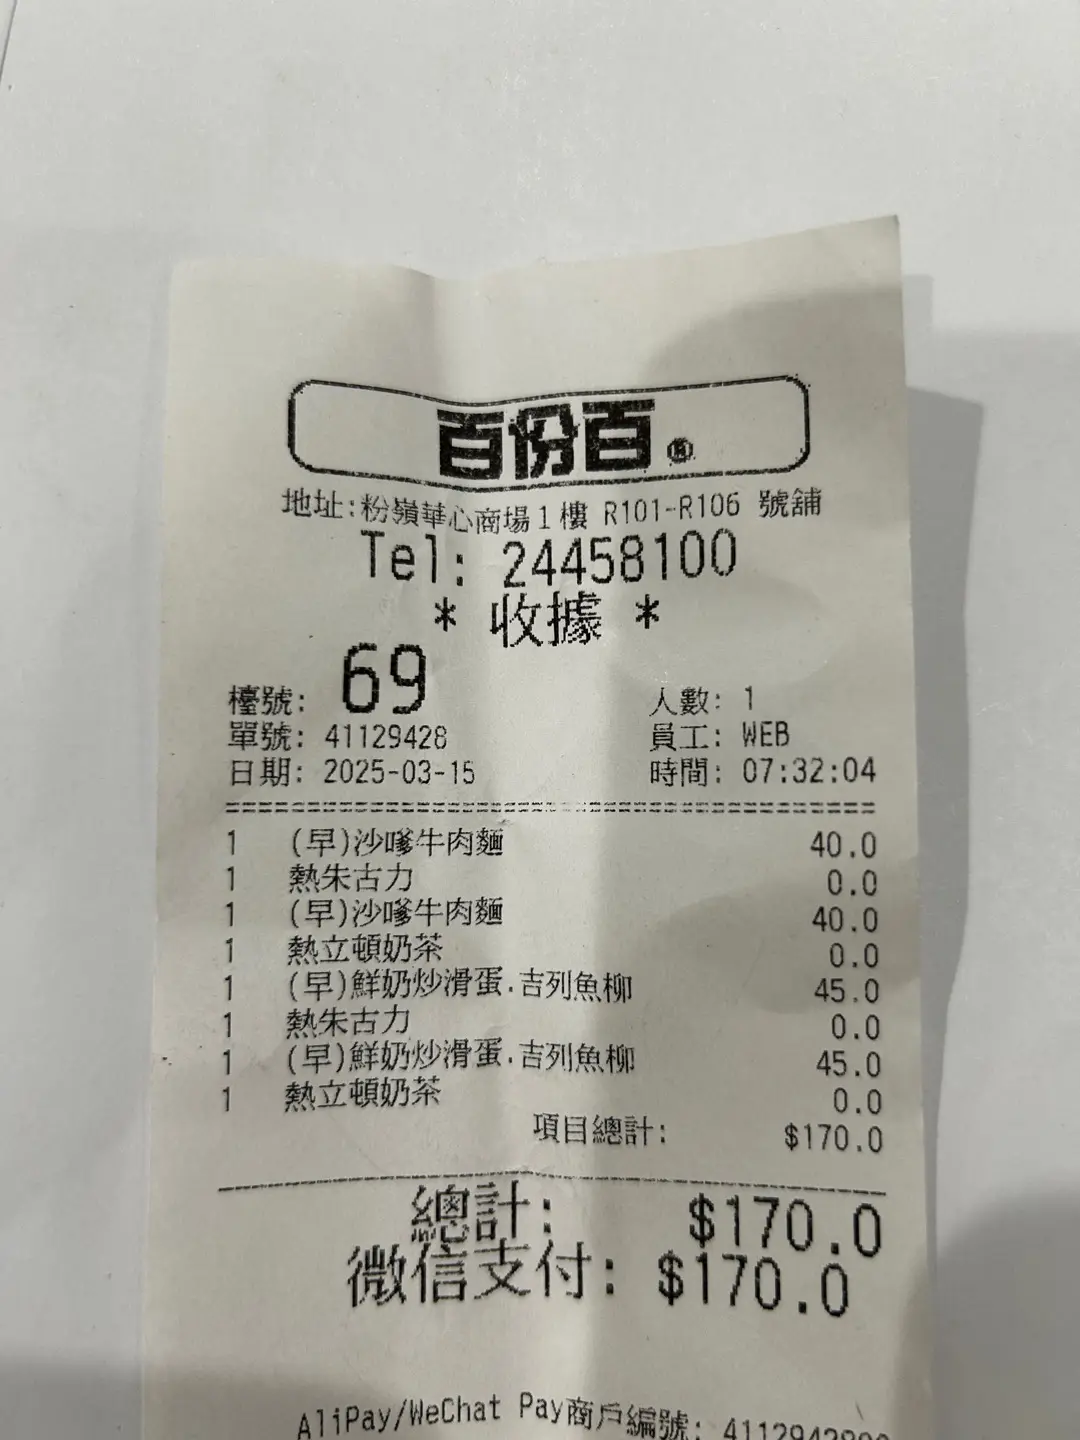 百份百®
地址:粉嶺華心商場1樓 R101-R106 號舖
Tel: 24458100
* 收據 *
檯號: 69 人數: 1
單號: 41129428 員工: WEB
日期: 2025-03-15 時間: 07:32:04
1 (早)沙嗲牛肉麵 40.0
1 熱朱古力 0.0
1 (早)沙嗲牛肉麵 40.0
1 熱立頓奶茶 0.0
1 (早)鮮奶炒滑蛋.吉列魚柳 45.0
1 熱朱古力 0.0
1 (早)鮮奶炒滑蛋.吉列魚柳 45.0
1 熱立頓奶茶 0.0
項目總計: $170.0
總計: $170.0
微信支付: $170.0
AliPay/WeChat Pay商戶編號: